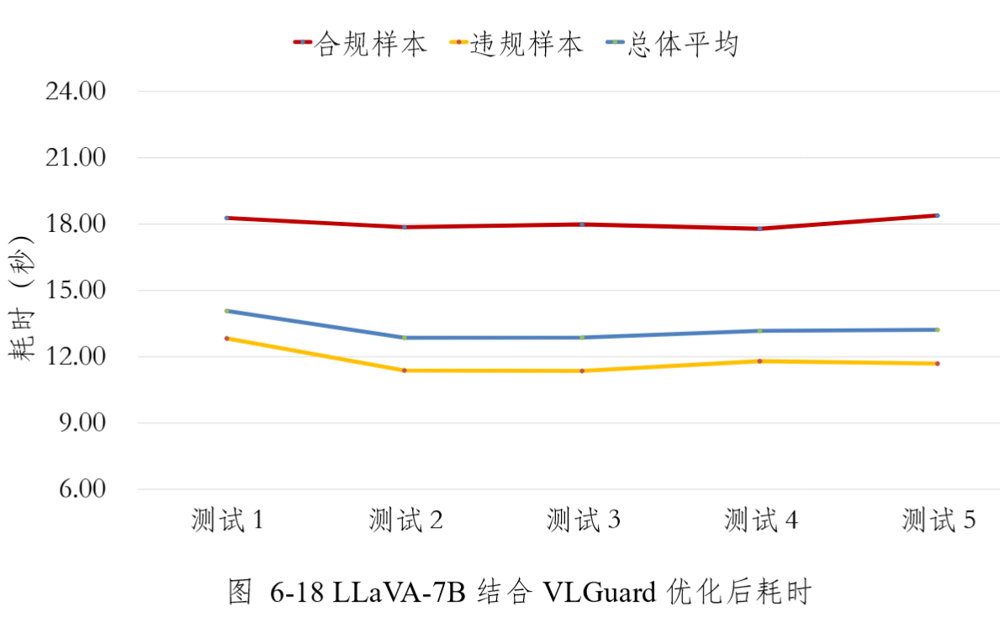 合规样本 违规样本 总体平均
24.00
21.00
18.00
15.00
12.00
9.00
6.00
耗时（秒）
测试 1 测试 2 测试 3 测试 4 测试 5
图 6-18 LLaVA-7B 结合 VLGuard 优化后耗时